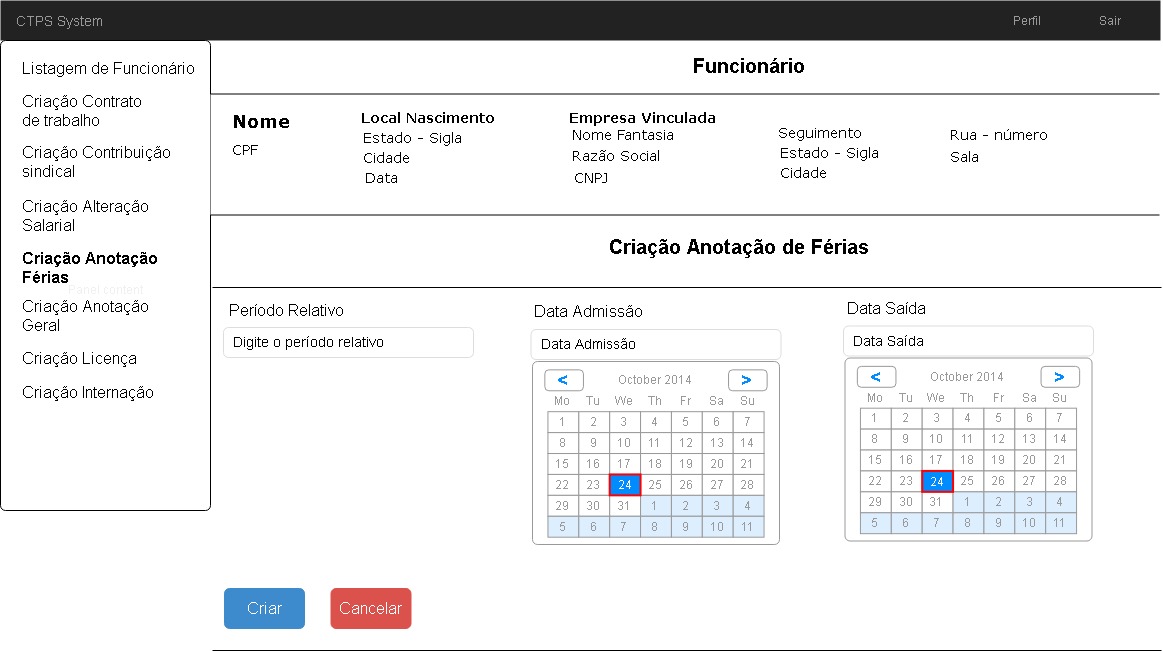 CTPS System
Perfil
Sair
Listagem de Funcionário
Criação Contrato
de trabalho
Criação Contribuição
sindical
Criação Alteração
Salarial
Criação Anotação
Férias
Panel content
Criação Anotação
Geral
Criação Licença
Criação Internação
Funcionário
Nome
CPF
Local Nascimento
Estado - Sigla
Cidade
Data
Empresa Vinculada
Nome Fantasia
Razão Social
CNPJ
Seguimento
Estado - Sigla
Cidade
Rua - número
Sala
Criação Anotação de Férias
Período Relativo
Digite o período relativo
Data Admissão
Data Admissão
< October 2014 >
Mo Tu We Th Fr Sa Su
1 2 3 4 5 6 7
8 9 10 11 12 13 14
15 16 17 18 19 20 21
22 23 24 25 26 27 28
29 30 31 1 2 3 4
5 6 7 8 9 10 11
Data Saída
Data Saída
< October 2014 >
Mo Tu We Th Fr Sa Su
1 2 3 4 5 6 7
8 9 10 11 12 13 14
15 16 17 18 19 20 21
22 23 24 25 26 27 28
29 30 31 1 2 3 4
5 6 7 8 9 10 11
Criar
Cancelar